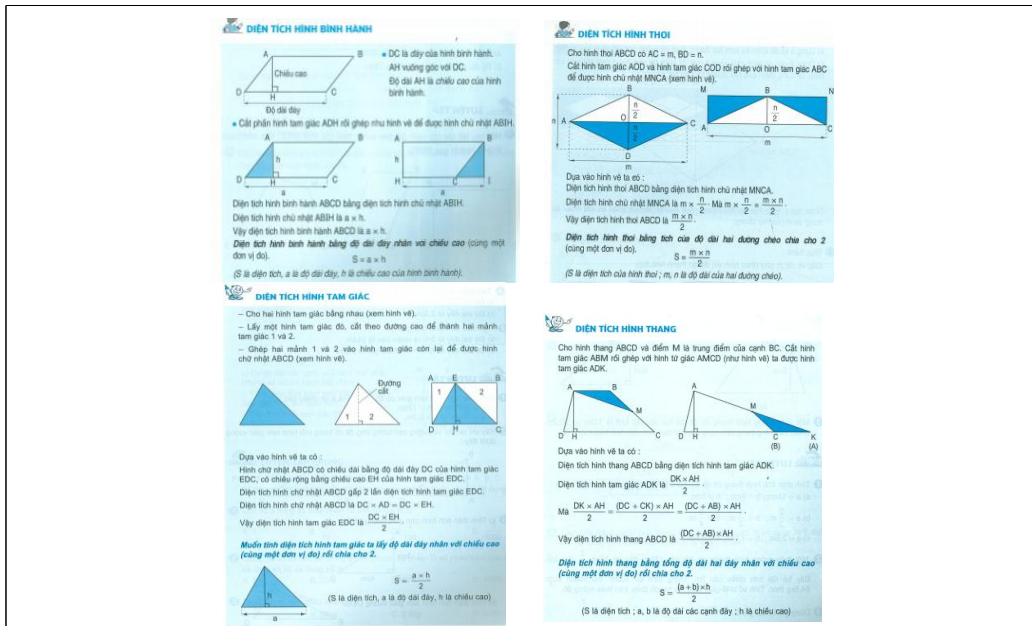 DIỆN TÍCH HÌNH BÌNH HÀNH
A
B
Chiều cao
D
H
C
Độ dài đáy
• DC là đáy của hình bình hành.
AH vuông góc với DC.
Độ dài AH là chiều cao của hình
bình hành.
• Cắt phần hình tam giác ADH rồi ghép như hình vẽ để được hình chữ nhật ABIH.
A B A B
h h
D H C H C I
a a
Diện tích hình bình hành ABCD bằng diện tích hình chữ nhật ABIH.
Diện tích hình chữ nhật ABIH là a × h.
Vậy diện tích hình bình hành ABCD là a × h.
Diện tích hình bình hành bằng độ dài đáy nhân với chiều cao (cùng một
đơn vị đo).
S = a × h
(S là diện tích, a là độ dài đáy, h là chiều cao của hình bình hành).
DIỆN TÍCH HÌNH THOI
Cho hình thoi ABCD có AC = m, BD = n.
Cắt hình tam giác AOD và hình tam giác COD rồi ghép với hình tam giác ABC
để được hình chữ nhật MNCA (xem hình vẽ).
B M B N
n A O n/2 C n/2
n/2 A O C
D m
m
Dựa vào hình vẽ ta có :
Diện tích hình thoi ABCD bằng diện tích hình chữ nhật MNCA.
Diện tích hình chữ nhật MNCA là m × n/2. Mà m × n/2 = m × n/2.
Vậy diện tích hình thoi ABCD là m × n/2.
Diện tích hình thoi bằng tích của độ dài hai đường chéo chia cho 2
(cùng một đơn vị đo).
S = m × n/2
(S là diện tích của hình thoi ; m, n là độ dài của hai đường chéo).
DIỆN TÍCH HÌNH TAM GIÁC
– Cho hai hình tam giác bằng nhau (xem hình vẽ).
– Lấy một hình tam giác đó, cắt theo đường cao để thành hai mảnh
tam giác 1 và 2.
– Ghép hai mảnh 1 và 2 vào hình tam giác còn lại để được hình
chữ nhật ABCD (xem hình vẽ).
Đường
cắt
1 2
A E B
1 2
D H C
Dựa vào hình vẽ ta có :
Hình chữ nhật ABCD có chiều dài bằng độ dài đáy DC của hình tam giác
EDC, có chiều rộng bằng chiều cao EH của hình tam giác EDC.
Diện tích hình chữ nhật ABCD gấp 2 lần diện tích hình tam giác EDC.
Diện tích hình chữ nhật ABCD là DC × AD = DC × EH.
Vậy diện tích hình tam giác EDC là DC × EH/2.
Muốn tính diện tích hình tam giác ta lấy độ dài đáy nhân với chiều cao
(cùng một đơn vị đo) rồi chia cho 2.
h
a
S = a × h/2
(S là diện tích, a là độ dài đáy, h là chiều cao)
DIỆN TÍCH HÌNH THANG
Cho hình thang ABCD và điểm M là trung điểm của cạnh BC. Cắt hình
tam giác ABM rồi ghép với hình tứ giác AMCD (như hình vẽ) ta được hình
tam giác ADK.
A B A
M M
D H C D H C K
(B) (A)
Dựa vào hình vẽ ta có :
Diện tích hình thang ABCD bằng diện tích hình tam giác ADK.
Diện tích hình tam giác ADK là DK × AH/2.
Mà DK × AH/2 = (DC + CK) × AH/2 = (DC + AB) × AH/2.
Vậy diện tích hình thang ABCD là (DC + AB) × AH/2.
Diện tích hình thang bằng tổng độ dài hai đáy nhân với chiều cao
(cùng một đơn vị đo) rồi chia cho 2.
S = (a + b) × h/2
(S là diện tích ; a, b là độ dài các cạnh đáy ; h là chiều cao)